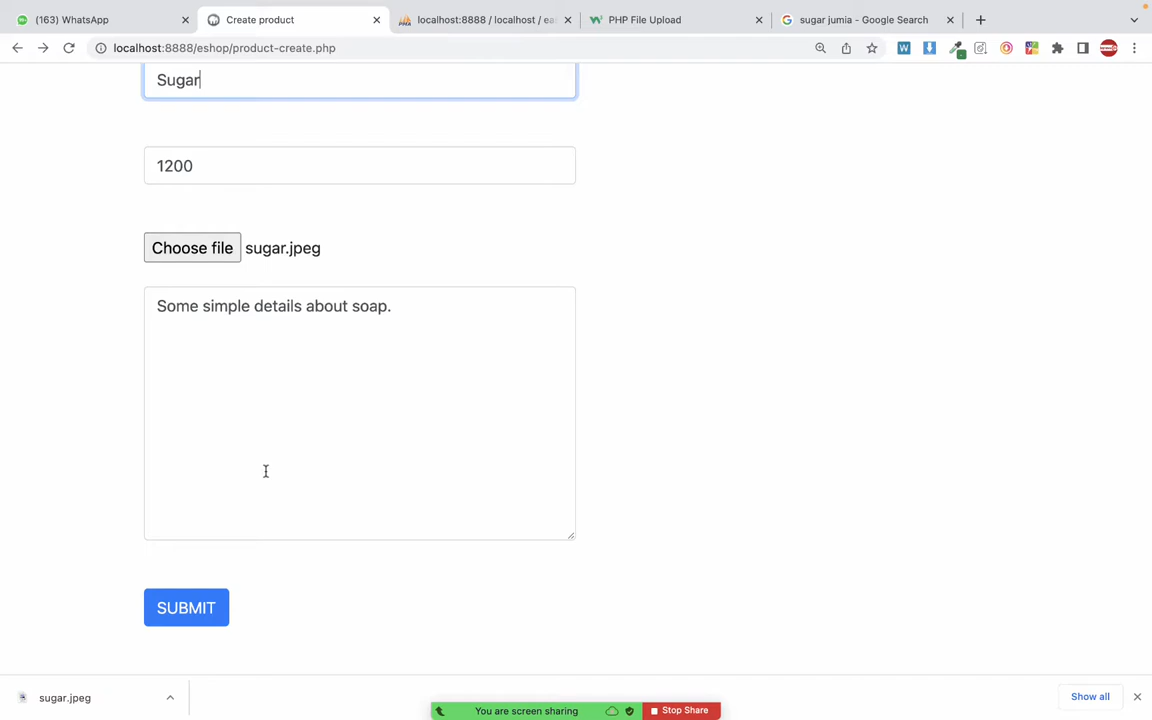 (163) WhatsApp
Create product
localhost:8888 / localhost / ea
PHP File Upload
sugar jumia - Google Search
localhost:8888/eshop/product-create.php
Sugar
1200
Choose file sugar.jpeg
Some simple details about soap.
SUBMIT
sugar.jpeg
Show all
You are screen sharing
Stop Share